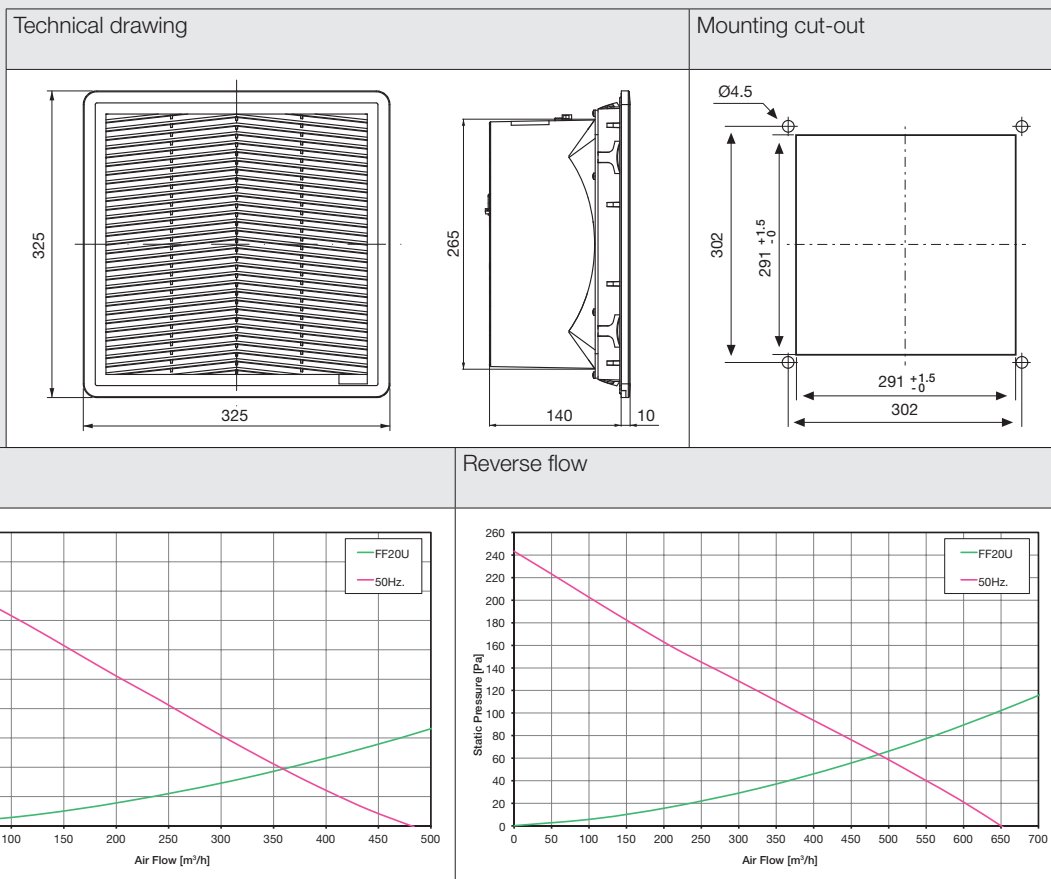 Technical drawing
Mounting cut-out
325
325
265
140
10
Ø4.5
302
291 +1.5 -0
291 +1.5 -0
302
Reverse flow
FF20U
50Hz.
100 150 200 250 300 350 400 450 500
Air Flow [m³/h]
FF20U
50Hz.
260
240
220
200
180
160
140
120
100
80
60
40
20
0
Static Pressure [Pa]
0 50 100 150 200 250 300 350 400 450 500 550 600 650 700
Air Flow [m³/h]